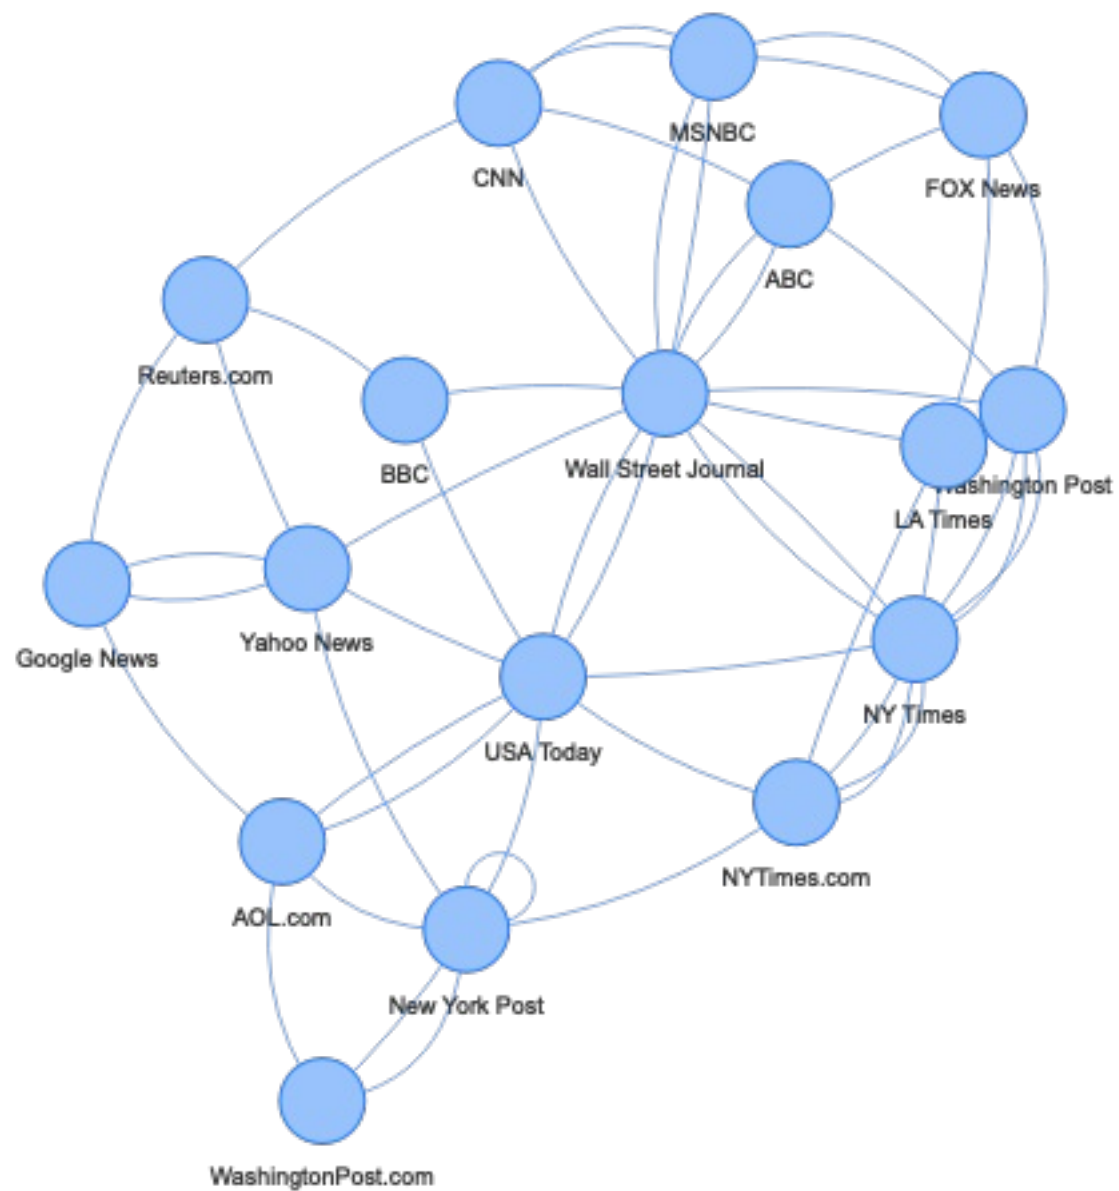 MSNBC
CNN
FOX News
ABC
Reuters.com
BBC
Wall Street Journal
Washington Post
LA Times
Yahoo News
Google News
NY Times
USA Today
NYTimes.com
AOL.com
New York Post
WashingtonPost.com